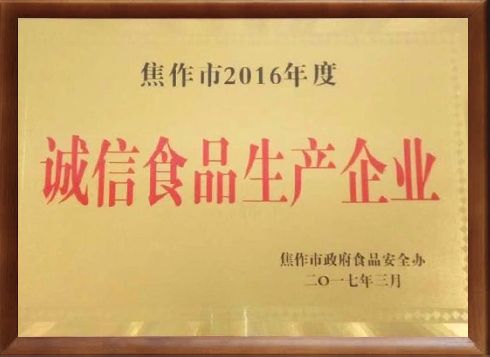 焦作市2016年度
诚信食品生产企业
焦作市政府食品安全办
二〇一七年三月